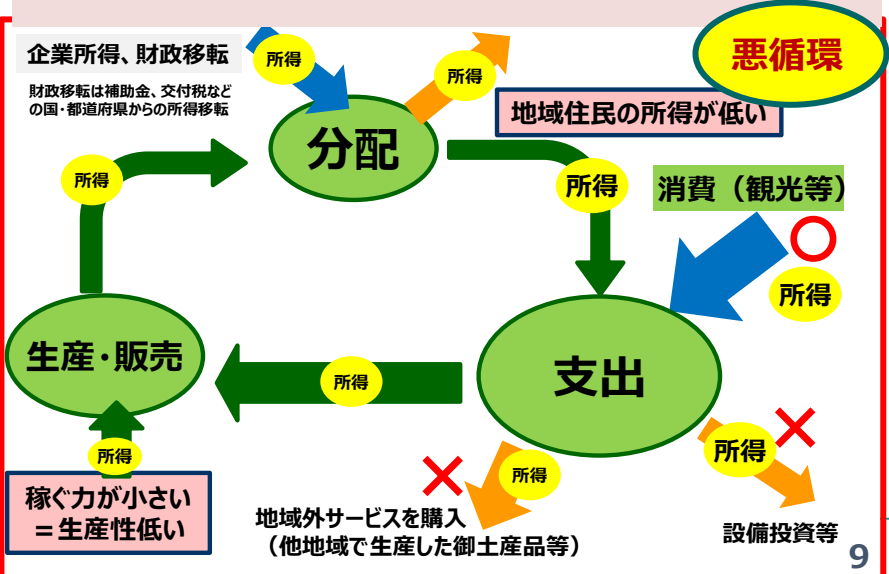 悪循環
企業所得、財政移転
財政移転は補助金、交付税など
の国・都道府県からの所得移転
所得
所得
地域住民の所得が低い
分配
所得
所得
消費（観光等）
所得
生産・販売
所得
支出
所得
稼ぐ力が小さい
＝生産性低い
所得
地域外サービスを購入
（他地域で生産した御土産品等）
所得
設備投資等
9